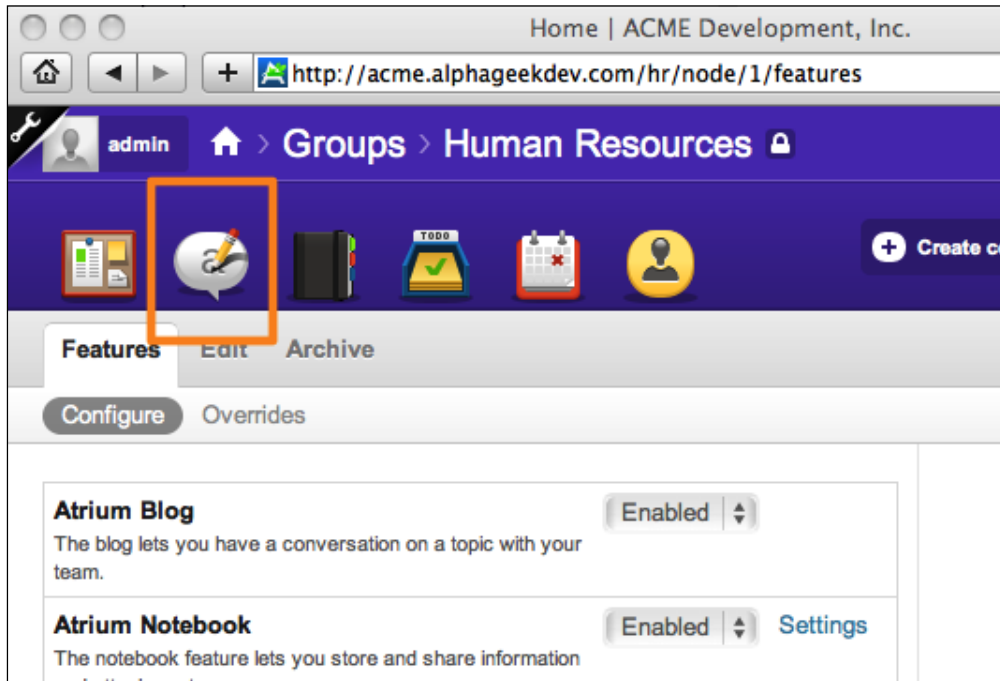 Home | ACME Development, Inc.
http://acme.alphageekdev.com/hr/node/1/features
admin > Groups > Human Resources
TODO
Create
Features Edit Archive
Configure Overrides
Atrium Blog Enabled
The blog lets you have a conversation on a topic with your
team.
Atrium Notebook Enabled Settings
The notebook feature lets you store and share information